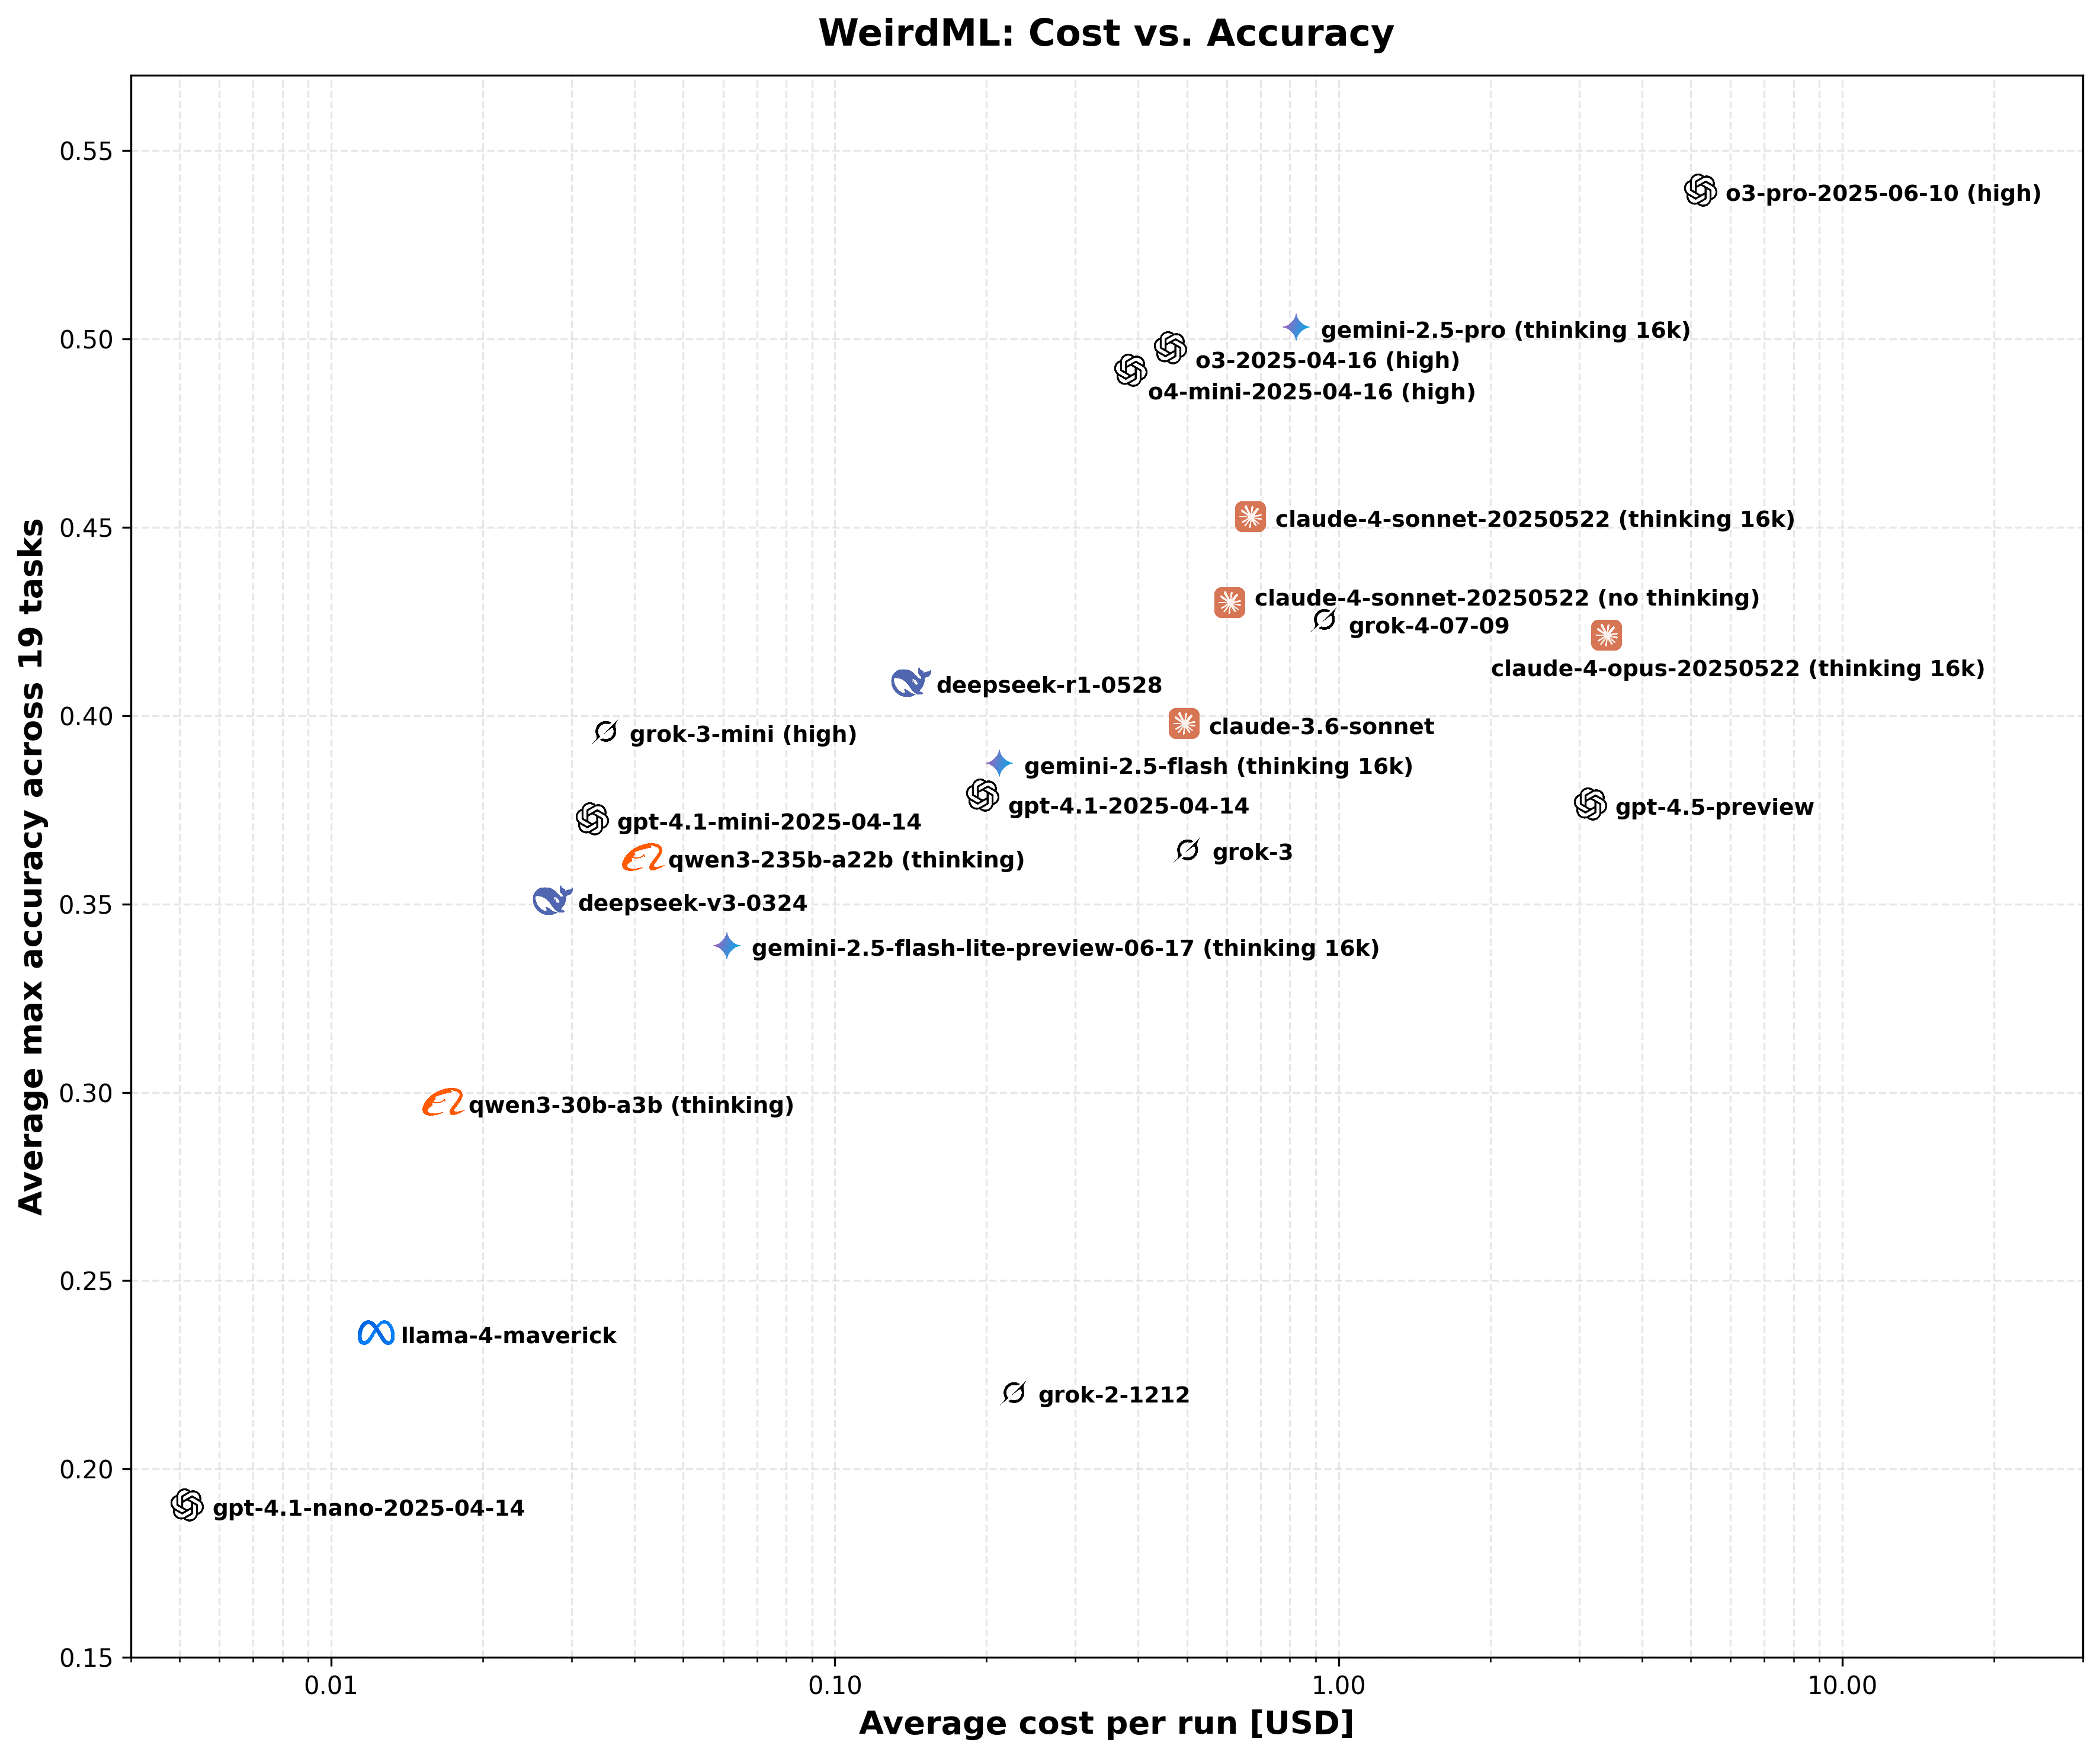 WeirdML: Cost vs. Accuracy
Average max accuracy across 19 tasks
0.55
0.50
0.45
0.40
0.35
0.30
0.25
0.20
0.15
o3-pro-2025-06-10 (high)
gemini-2.5-pro (thinking 16k)
o3-2025-04-16 (high)
o4-mini-2025-04-16 (high)
claude-4-sonnet-20250522 (thinking 16k)
claude-4-sonnet-20250522 (no thinking)
grok-4-07-09
claude-4-opus-20250522 (thinking 16k)
deepseek-r1-0528
claude-3.6-sonnet
grok-3-mini (high)
gemini-2.5-flash (thinking 16k)
gpt-4.1-2025-04-14
gpt-4.5-preview
gpt-4.1-mini-2025-04-14
grok-3
qwen3-235b-a22b (thinking)
deepseek-v3-0324
gemini-2.5-flash-lite-preview-06-17 (thinking 16k)
qwen3-30b-a3b (thinking)
llama-4-maverick
grok-2-1212
gpt-4.1-nano-2025-04-14
0.01
0.10
1.00
10.00
Average cost per run [USD]